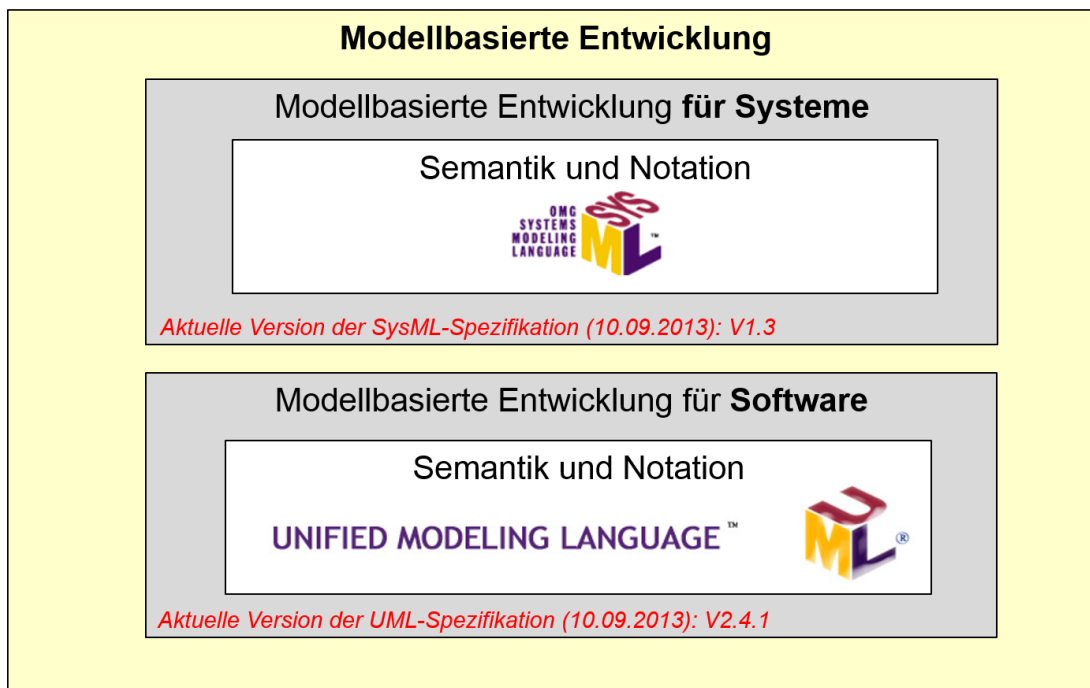 Modellbasierte Entwicklung
Modellbasierte Entwicklung für Systeme
Semantik und Notation
OMG
SYSTEMS
MODELING
LANGUAGE
SYS
ML™
Aktuelle Version der SysML-Spezifikation (10.09.2013): V1.3
Modellbasierte Entwicklung für Software
Semantik und Notation
UNIFIED MODELING LANGUAGE™
U
ML®
Aktuelle Version der UML-Spezifikation (10.09.2013): V2.4.1